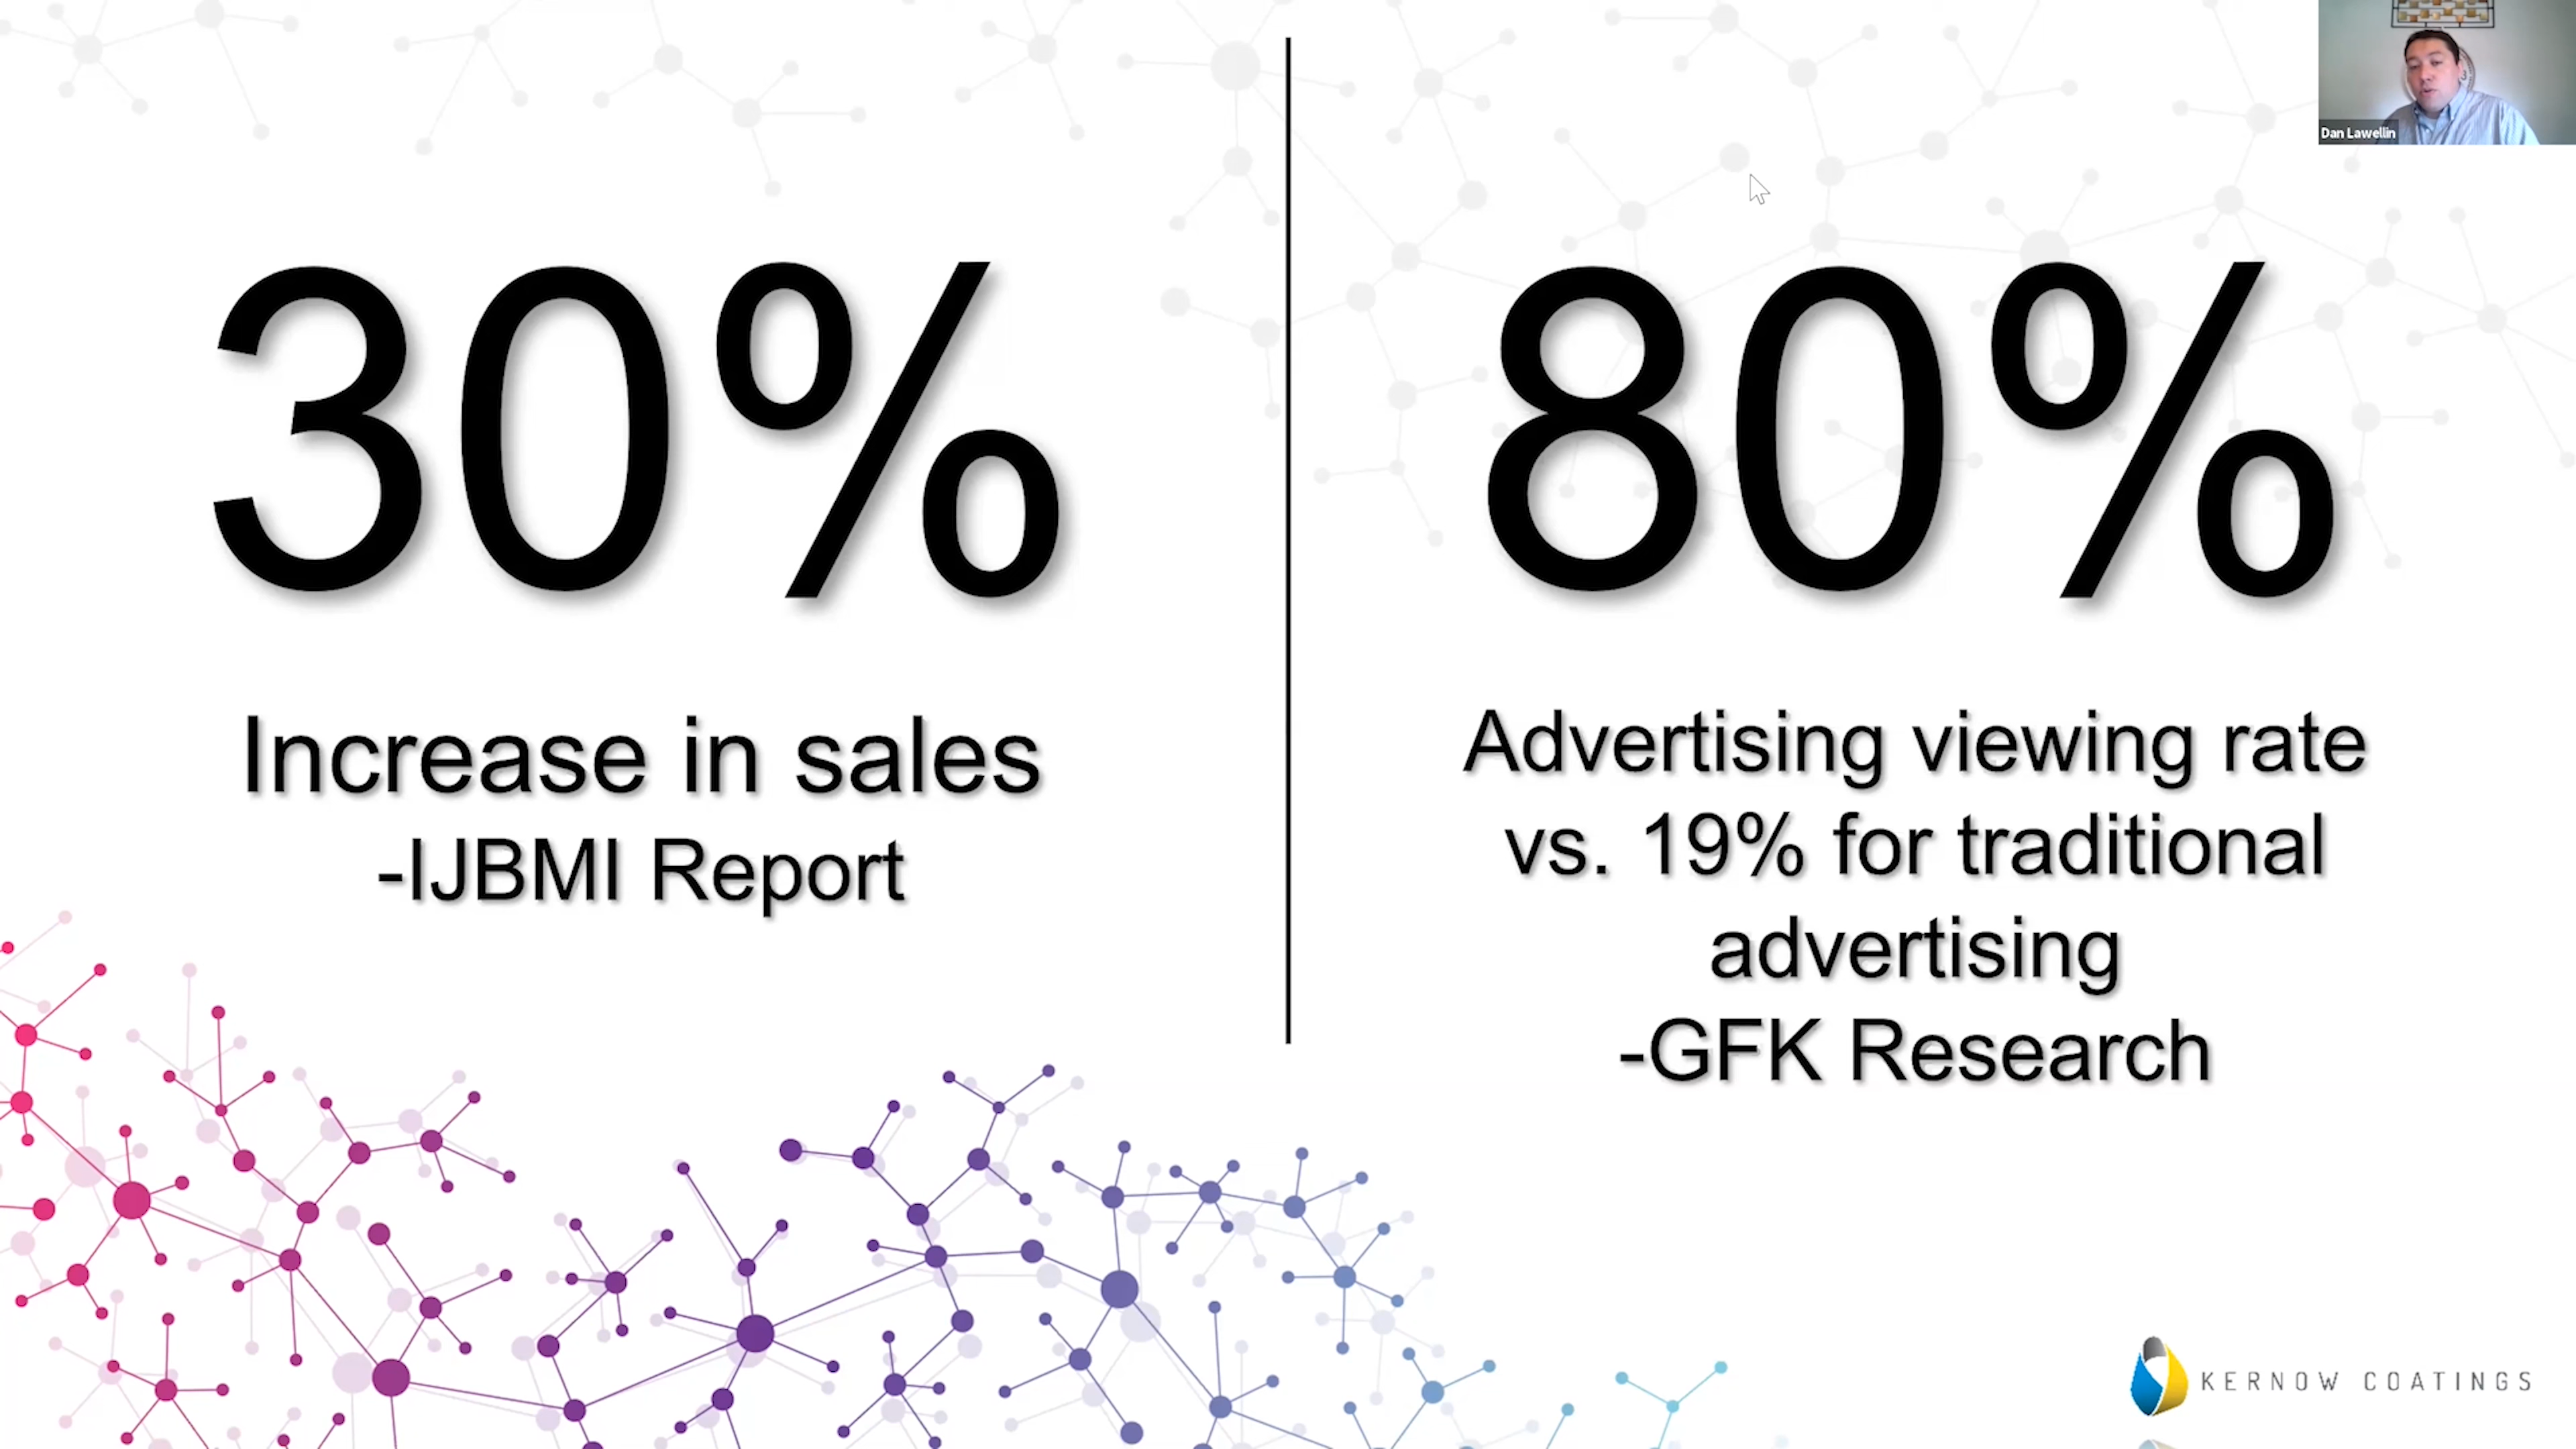 Dan Lawellin
30%
Increase in sales
-IJBMI Report
80%
Advertising viewing rate
vs. 19% for traditional
advertising
-GFK Research
KERNOW COATINGS